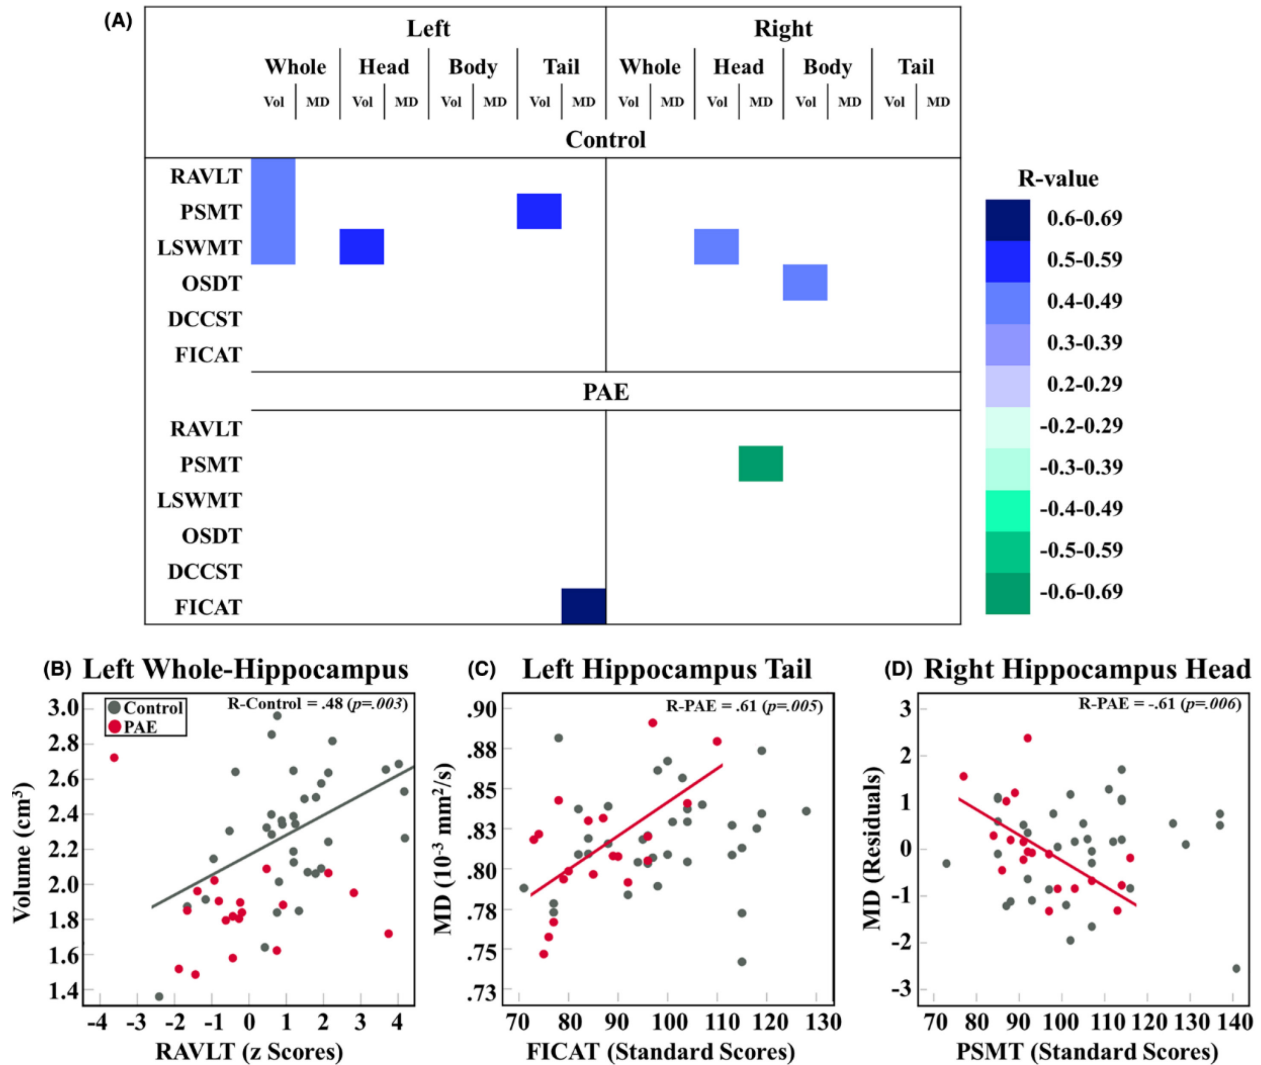 (A)
Left Right
Whole Head Body Tail Whole Head Body Tail
Vol MD Vol MD Vol MD Vol MD Vol MD Vol MD Vol MD Vol MD
Control
RAVLT
PSMT
LSWMT
OSDT
DCCST
FICAT
PAE
RAVLT
PSMT
LSWMT
OSDT
DCCST
FICAT
R-value
0.6-0.69
0.5-0.59
0.4-0.49
0.3-0.39
0.2-0.29
-0.2-0.29
-0.3-0.39
-0.4-0.49
-0.5-0.59
-0.6-0.69
(B) Left Whole-Hippocampus
Control
PAE
R-Control = .48 (p=.003)
Volume (cm³)
3.0
2.8
2.6
2.4
2.2
2.0
1.8
1.6
1.4
-4 -3 -2 -1 0 1 2 3 4
RAVLT (z Scores)
(C) Left Hippocampus Tail
R-PAE = .61 (p=.005)
MD (10⁻³ mm²/s)
.90
.88
.85
.83
.80
.78
.75
.73
70 80 90 100 110 120 130
FICAT (Standard Scores)
(D) Right Hippocampus Head
R-PAE = -.61 (p=.006)
MD (Residuals)
3
2
1
0
-1
-2
-3
70 80 90 100 110 120 130 140
PSMT (Standard Scores)